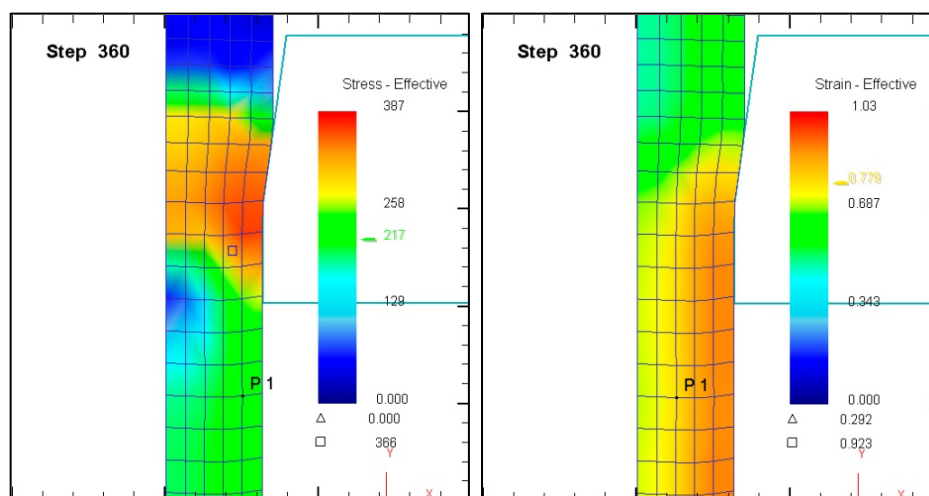 Step 360
Stress - Effective
387
258
217
129
0.000
△ 0.000
□ 366
P 1
Y
X
Step 360
Strain - Effective
1.03
0.779
0.687
0.343
0.000
△ 0.292
□ 0.923
P 1
Y
X